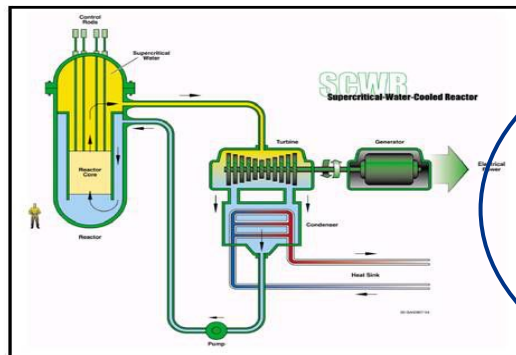 Control
Rods
Supercritical
Water
SCWR
Supercritical-Water-Cooled Reactor
Turbine
Generator
Electrical
Power
Reactor
Core
Condenser
Reactor
Heat Sink
Pump